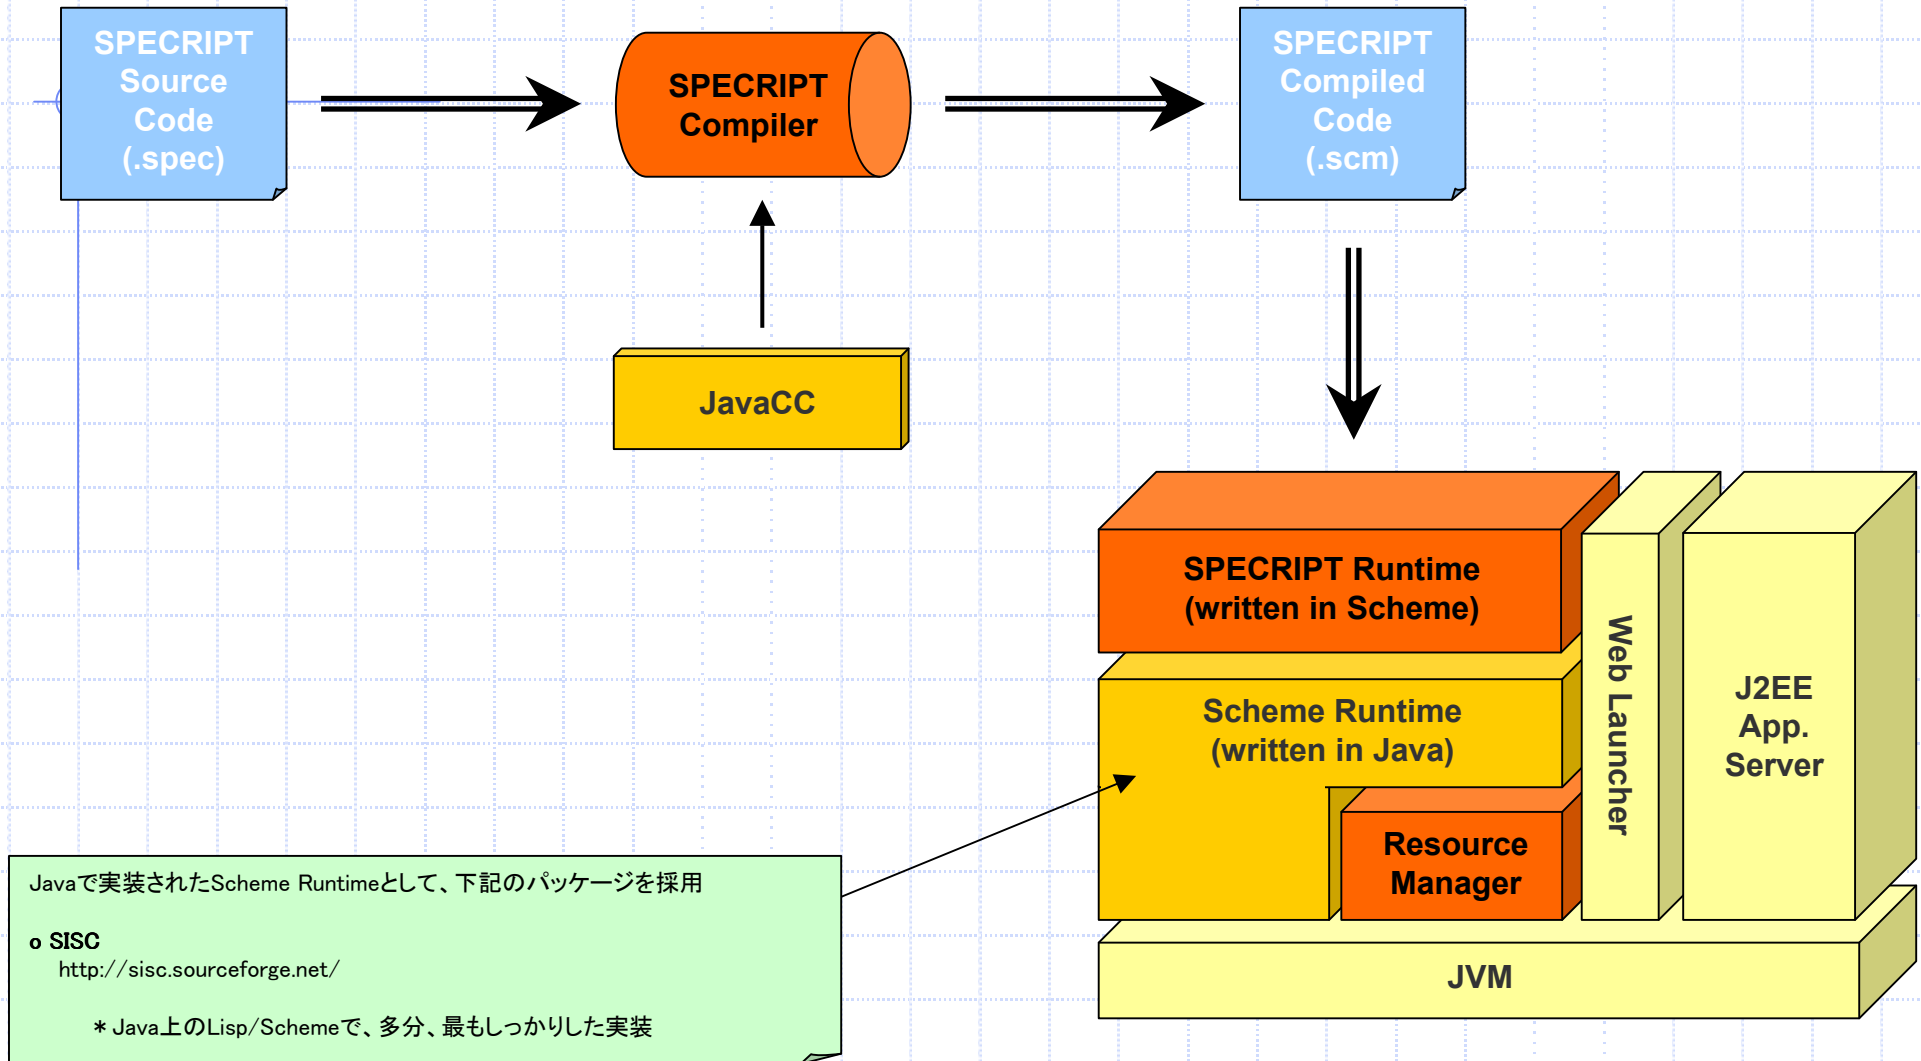 SPECRIPT
Source
Code
(.spec)
SPECRIPT
Compiler
SPECRIPT
Compiled
Code
(.scm)
JavaCC
SPECRIPT Runtime
(written in Scheme)
Scheme Runtime
(written in Java)
Resource
Manager
Web Launcher
J2EE
App.
Server
JVM
Javaで実装されたScheme Runtimeとして、下記のパッケージを採用
o SISC
http://sisc.sourceforge.net/
* Java上のLisp/Schemeで、多分、最もしっかりした実装